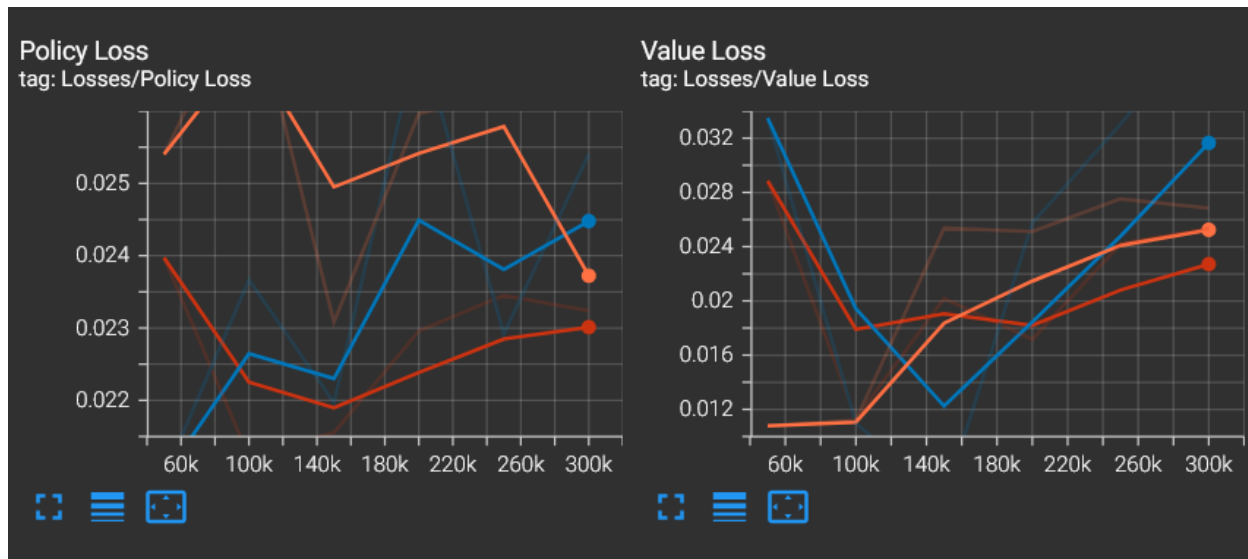 Policy Loss
tag: Losses/Policy Loss
0.025
0.024
0.023
0.022
60k 100k 140k 180k 220k 260k 300k
Value Loss
tag: Losses/Value Loss
0.032
0.028
0.024
0.02
0.016
0.012
60k 100k 140k 180k 220k 260k 300k